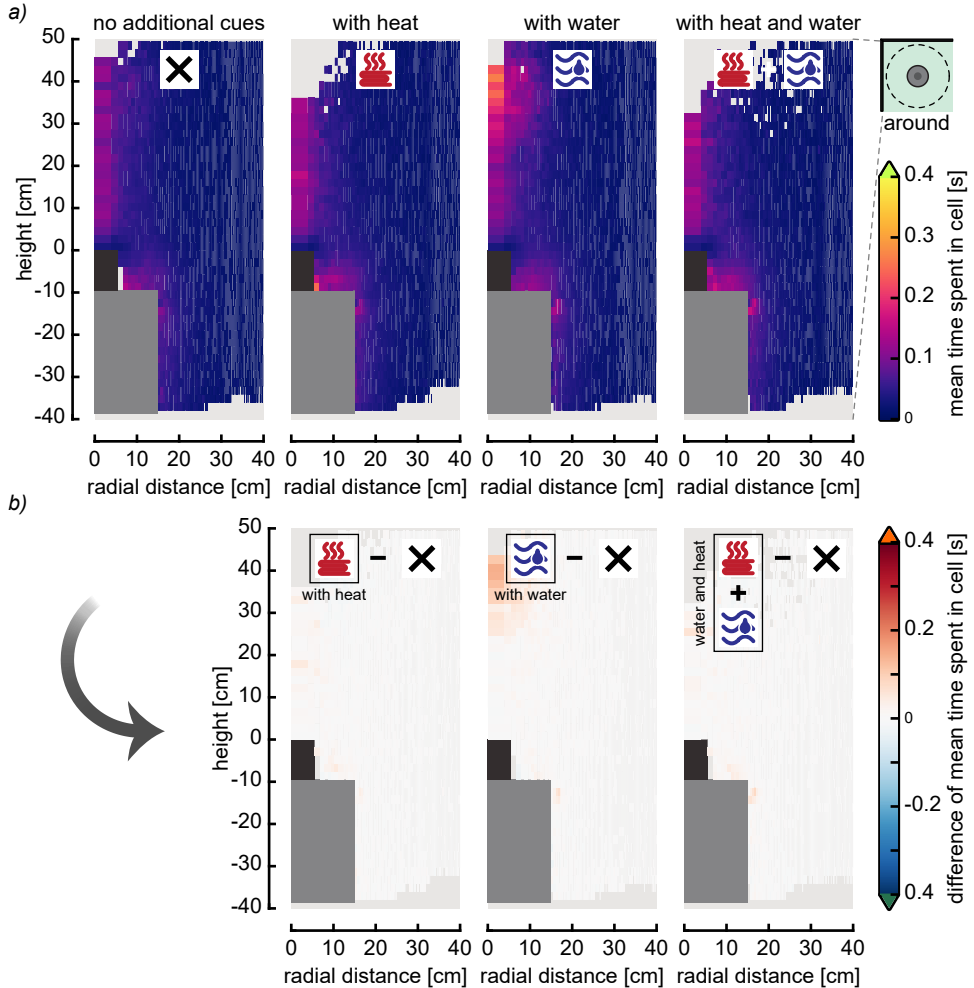 a)
no additional cues
with heat
with water
with heat and water
50
40
30
20
10
0
-10
-20
-30
-40
height [cm]
around
0.4
0.3
0.2
0.1
0
mean time spent in cell [s]
0 10 20 30 40
0 10 20 30 40
0 10 20 30 40
0 10 20 30 40
radial distance [cm]
radial distance [cm]
radial distance [cm]
radial distance [cm]
b)
50
40
30
20
10
0
-10
-20
-30
-40
height [cm]
with heat
with water
water and heat
0.4
0.2
0
-0.2
0.4
difference of mean time spent in cell [s]
0 10 20 30 40
0 10 20 30 40
0 10 20 30 40
radial distance [cm]
radial distance [cm]
radial distance [cm]